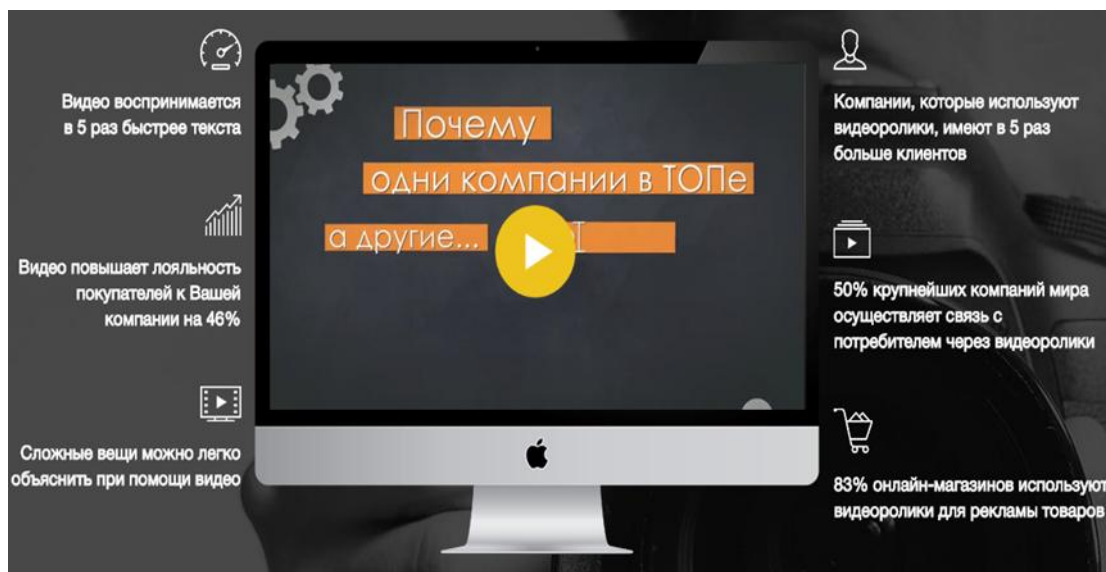 Видео воспринимается
в 5 раз быстрее текста
Видео повышает лояльность
покупателей к Вашей
компании на 46%
Сложные вещи можно легко
объяснить при помощи видео
Почему
одни компании в ТОПе
а другие...
Компании, которые используют
видеоролики, имеют в 5 раз
больше клиентов
50% крупнейших компаний мира
осуществляет связь с
потребителем через видеоролики
83% онлайн-магазинов используют
видеоролики для рекламы товаров